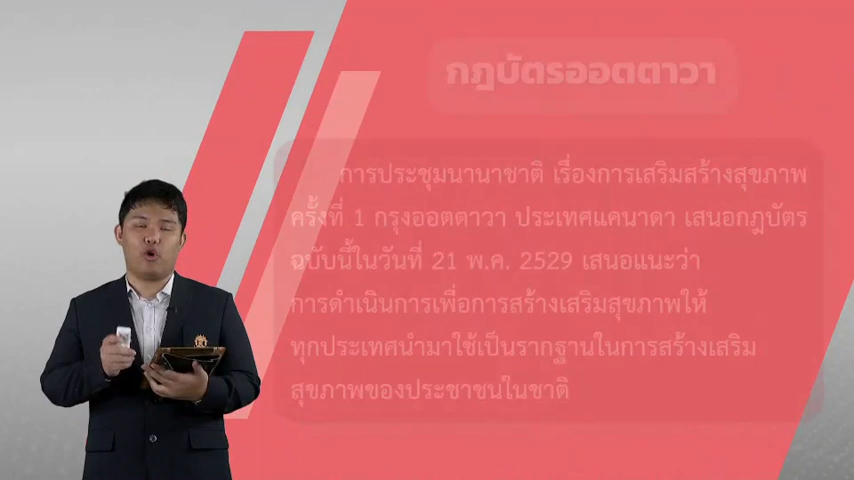 กฎบัตรออตตาวา
การประชุมนานาชาติ เรื่องการเสริมสร้างสุขภาพ
ครั้งที่ 1 กรุงออตตาวา ประเทศแคนาดา เสนอกฎบัตร
ฉบับนี้ในวันที่ 21 พ.ค. 2529 เสนอแนะว่า
การดำเนินการเพื่อการสร้างเสริมสุขภาพให้
ทุกประเทศนำมาใช้เป็นรากฐานในการสร้างเสริม
สุขภาพของประชาชนในชาติ